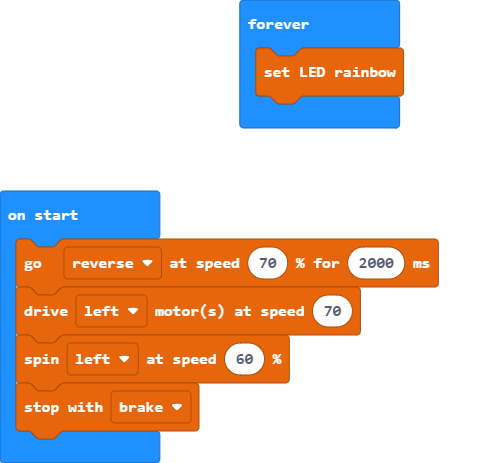 forever
set LED rainbow
on start
go reverse at speed 70 % for 2000 ms
drive left motor(s) at speed 70
spin left at speed 60 %
stop with brake